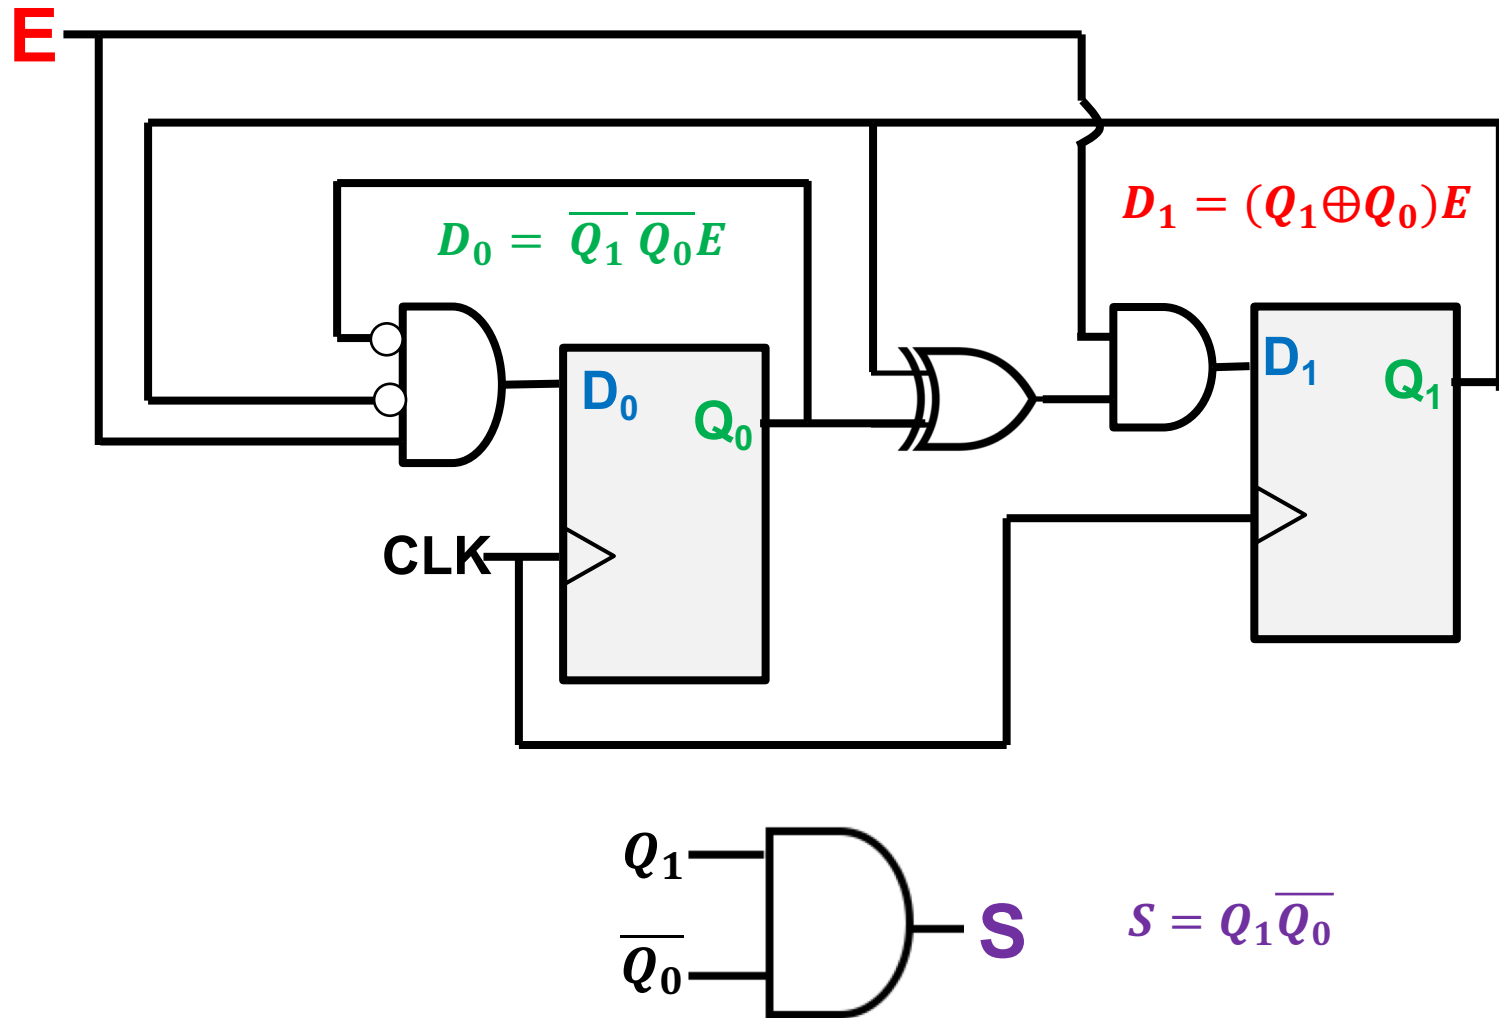 E
D₁ = (Q₁⊕Q₀)E
D₀ = Q̅₁ Q̅₀E
D₀
Q₀
D₁
Q₁
CLK
Q₁
Q̅₀
S
S = Q₁Q̅₀